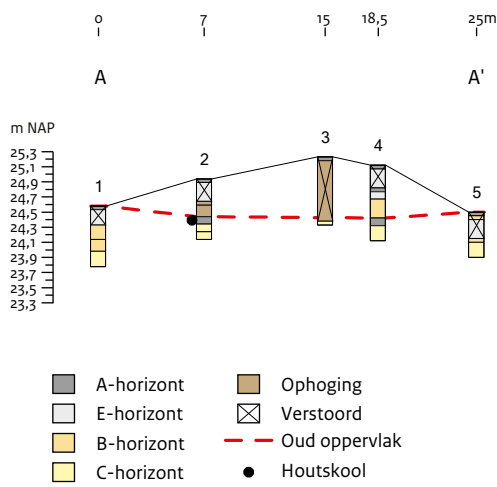 0 7 15 18,5 25m
A A'
m NAP
25,3
25,1
24,9
24,7
24,5
24,3
24,1
23,9
23,7
23,5
23,3
1 2 3 4 5
A-horizont Ophoging
E-horizont Verstoord
B-horizont Oud oppervlak
C-horizont Houtskool